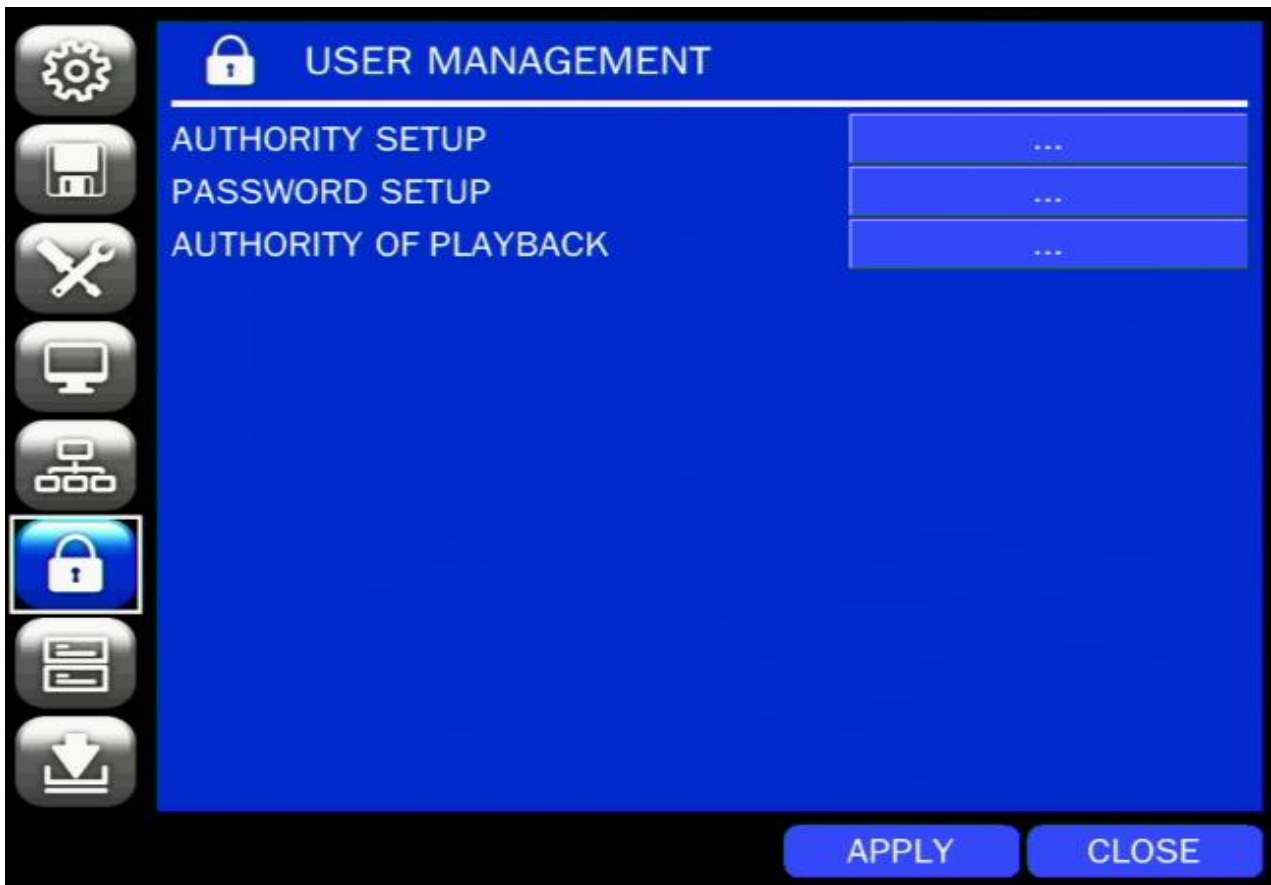 USER MANAGEMENT
AUTHORITY SETUP ...
PASSWORD SETUP ...
AUTHORITY OF PLAYBACK ...
APPLY CLOSE